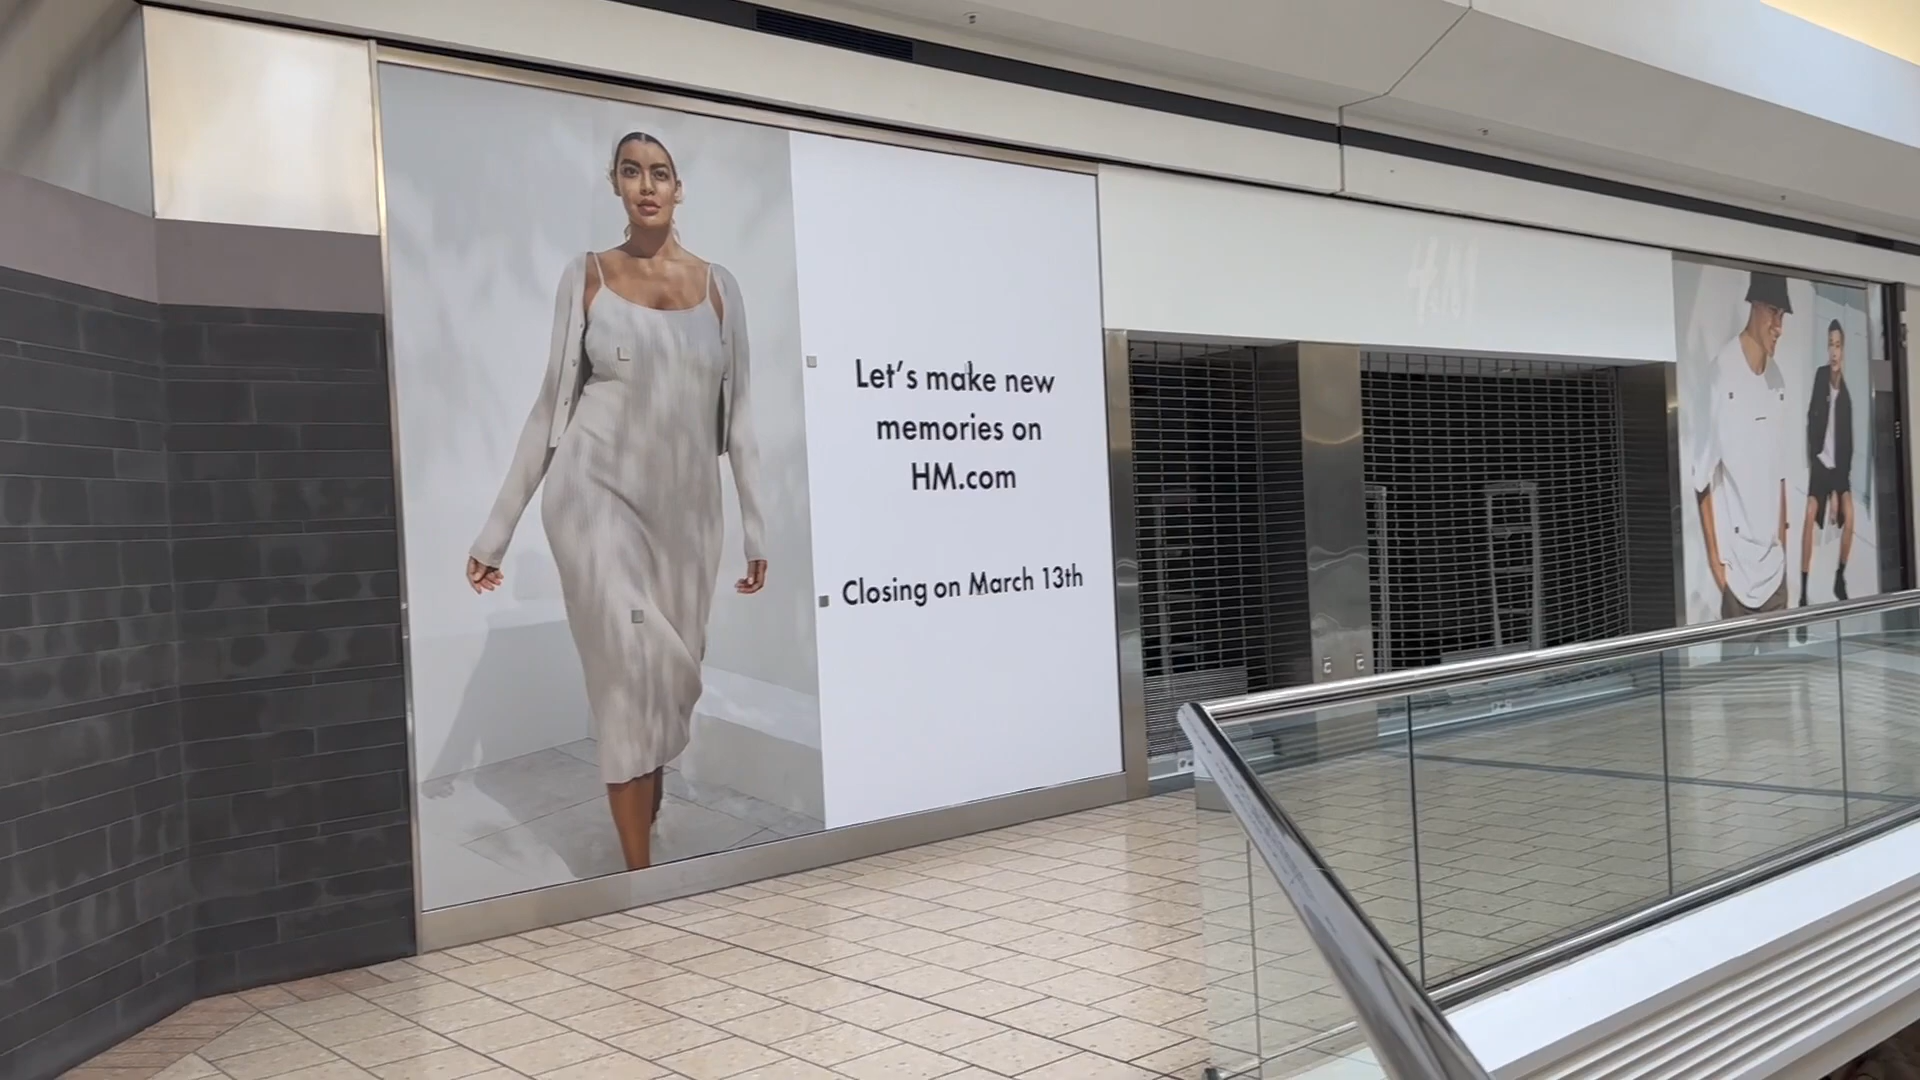 Let's make new
memories on
HM.com
Closing on March 13th
H&M